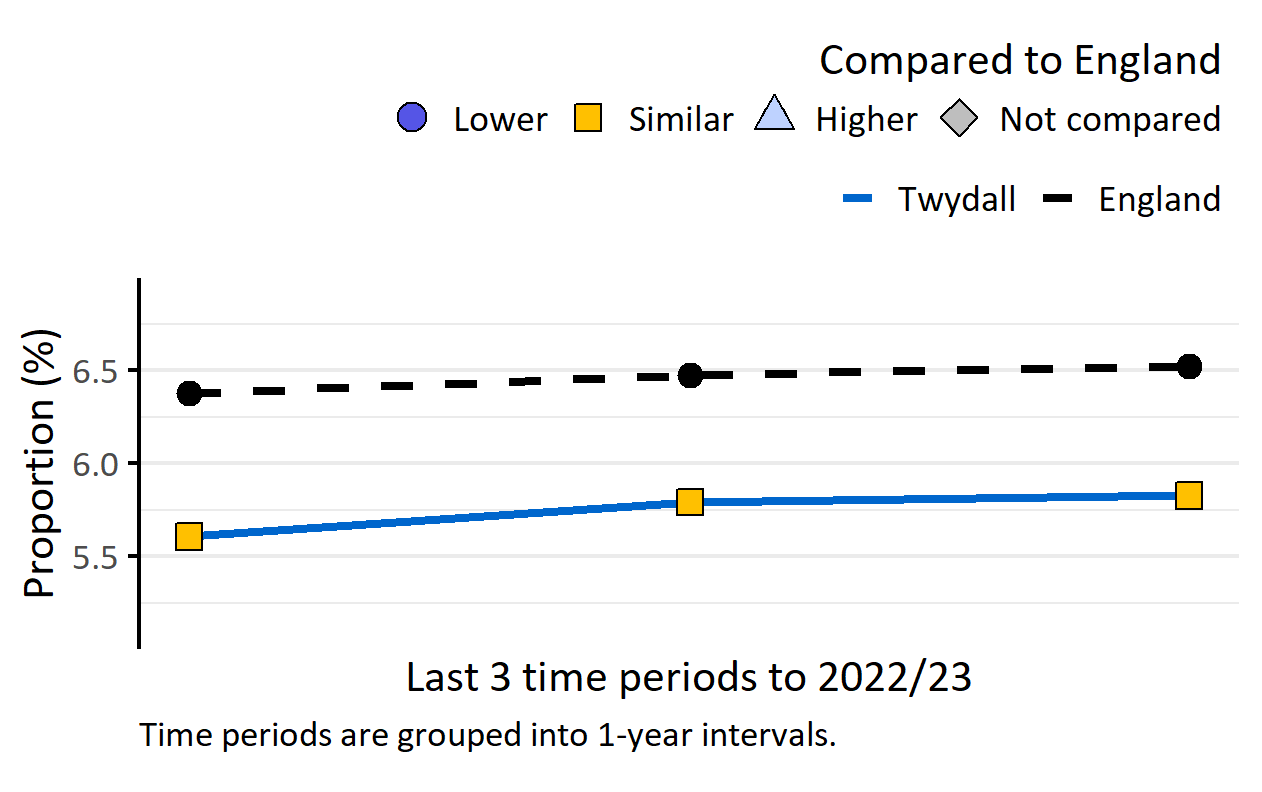 Compared to England
Lower Similar Higher Not compared
Twydall England
Proportion (%)
6.5
6.0
5.5
Last 3 time periods to 2022/23
Time periods are grouped into 1-year intervals.